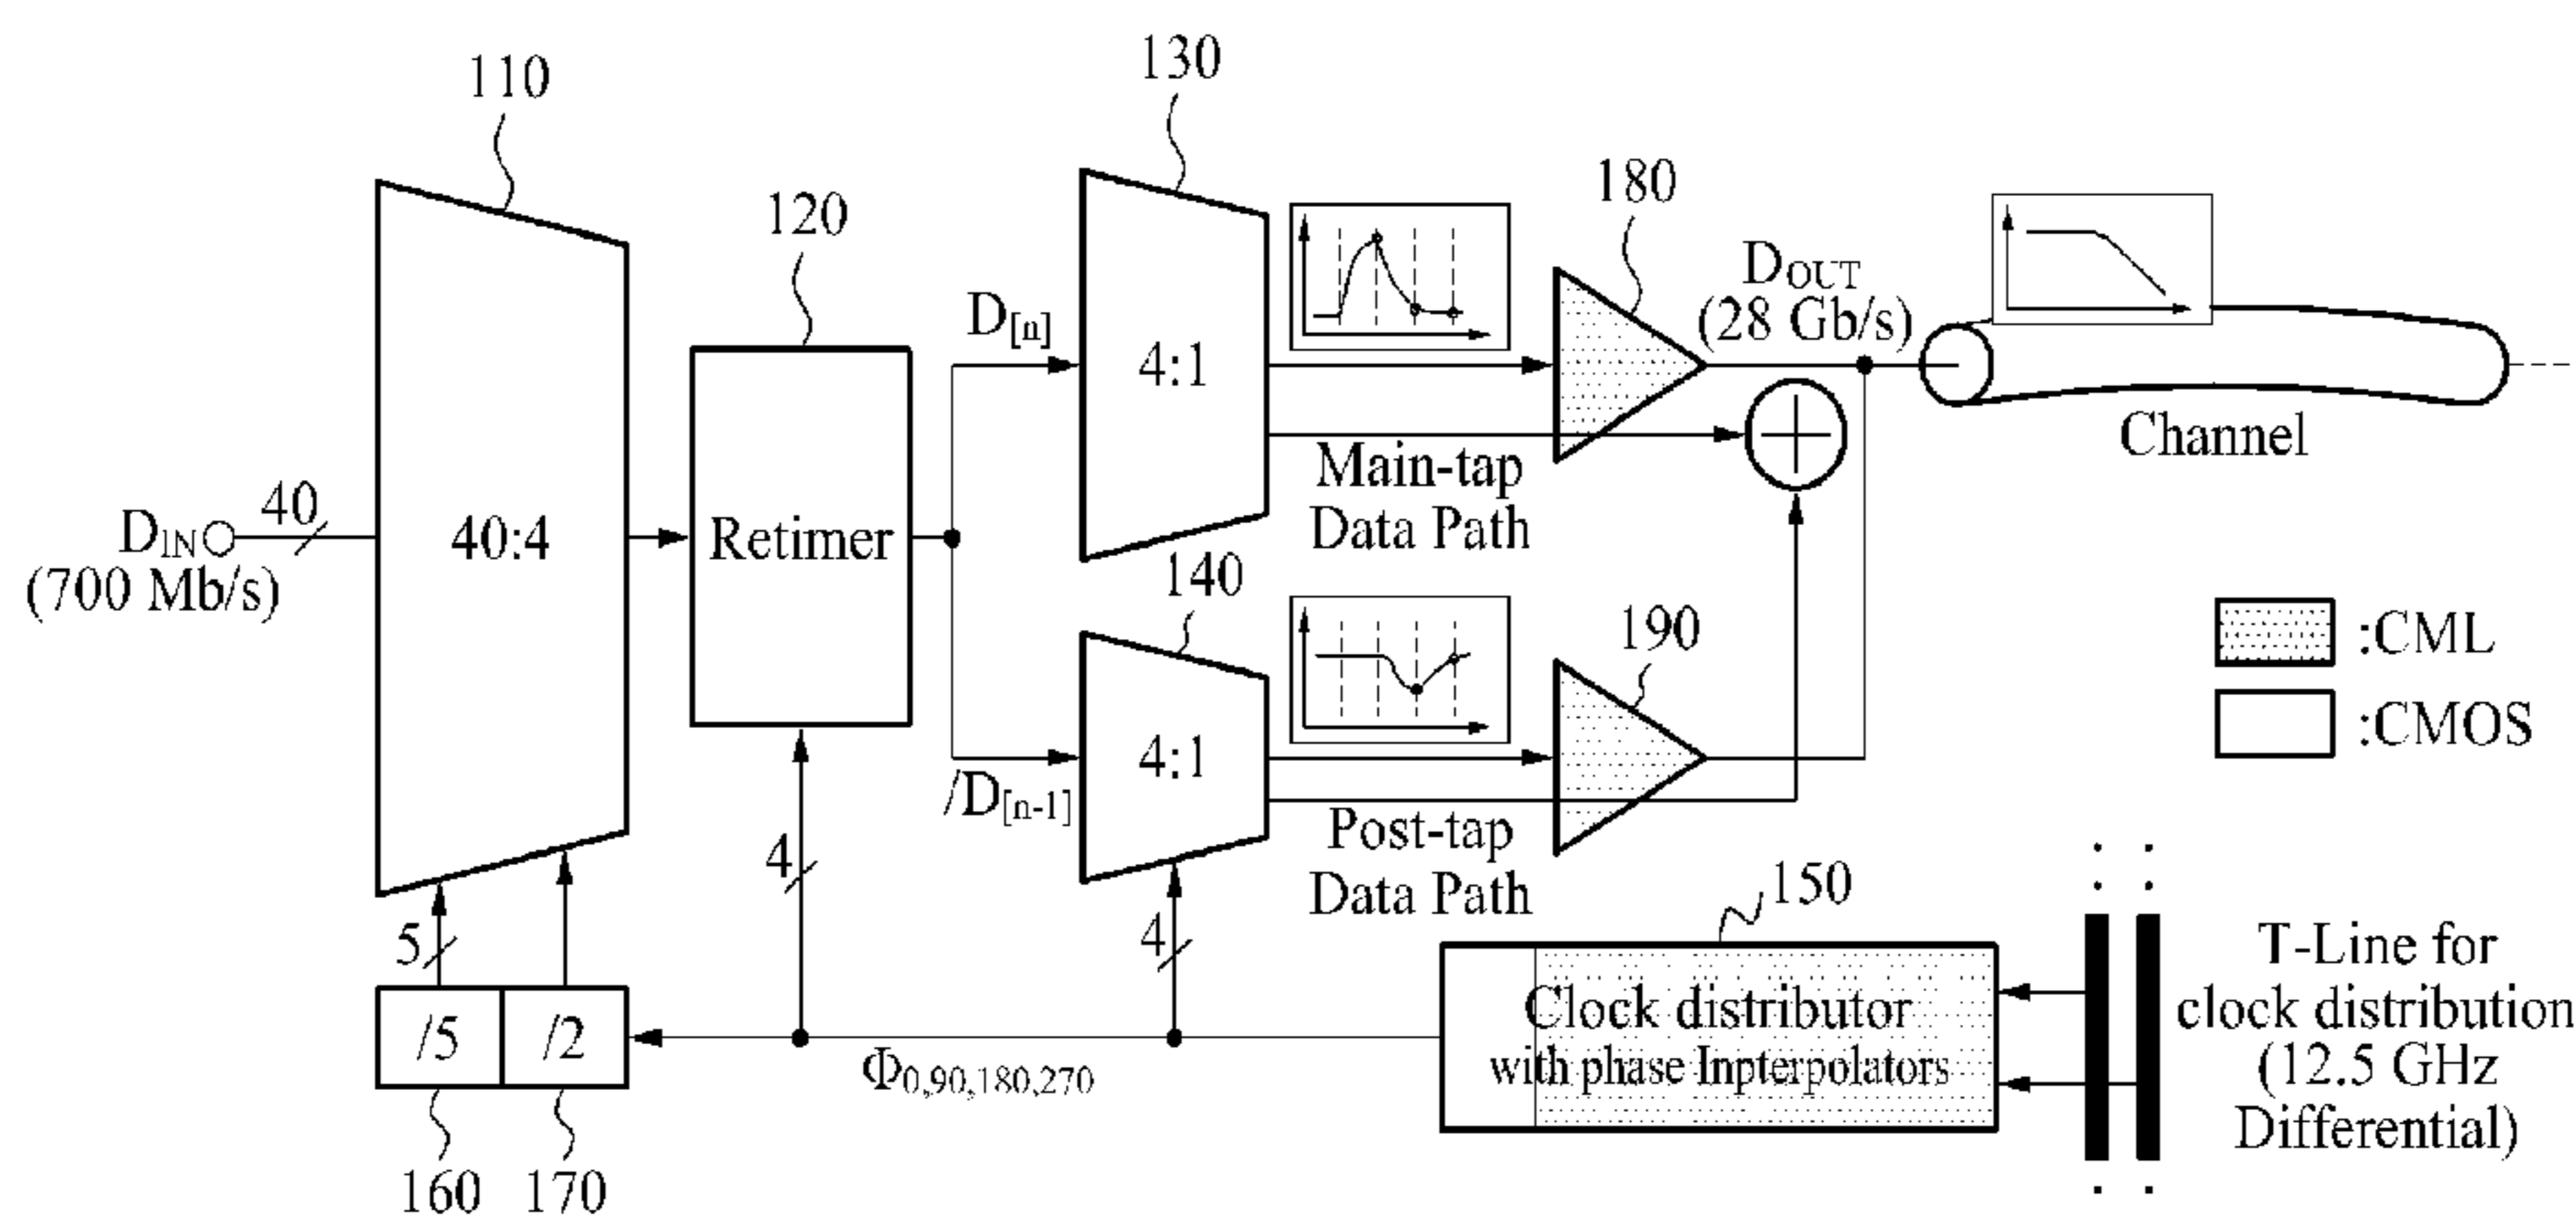 110
120
130
180
D[n]
4:1
DOUT
(28 Gb/s)
Channel
Main-tap
Data Path
DIN
40
(700 Mb/s)
40:4
Retimer
140
/D[n-1]
4:1
190
:CML
:CMOS
Post-tap
Data Path
150
4
4
5
/5
/2
Φ0,90,180,270
Clock distributor
with phase Inpterpolators
T-Line for
clock distribution
(12.5 GHz
Differential)
160
170